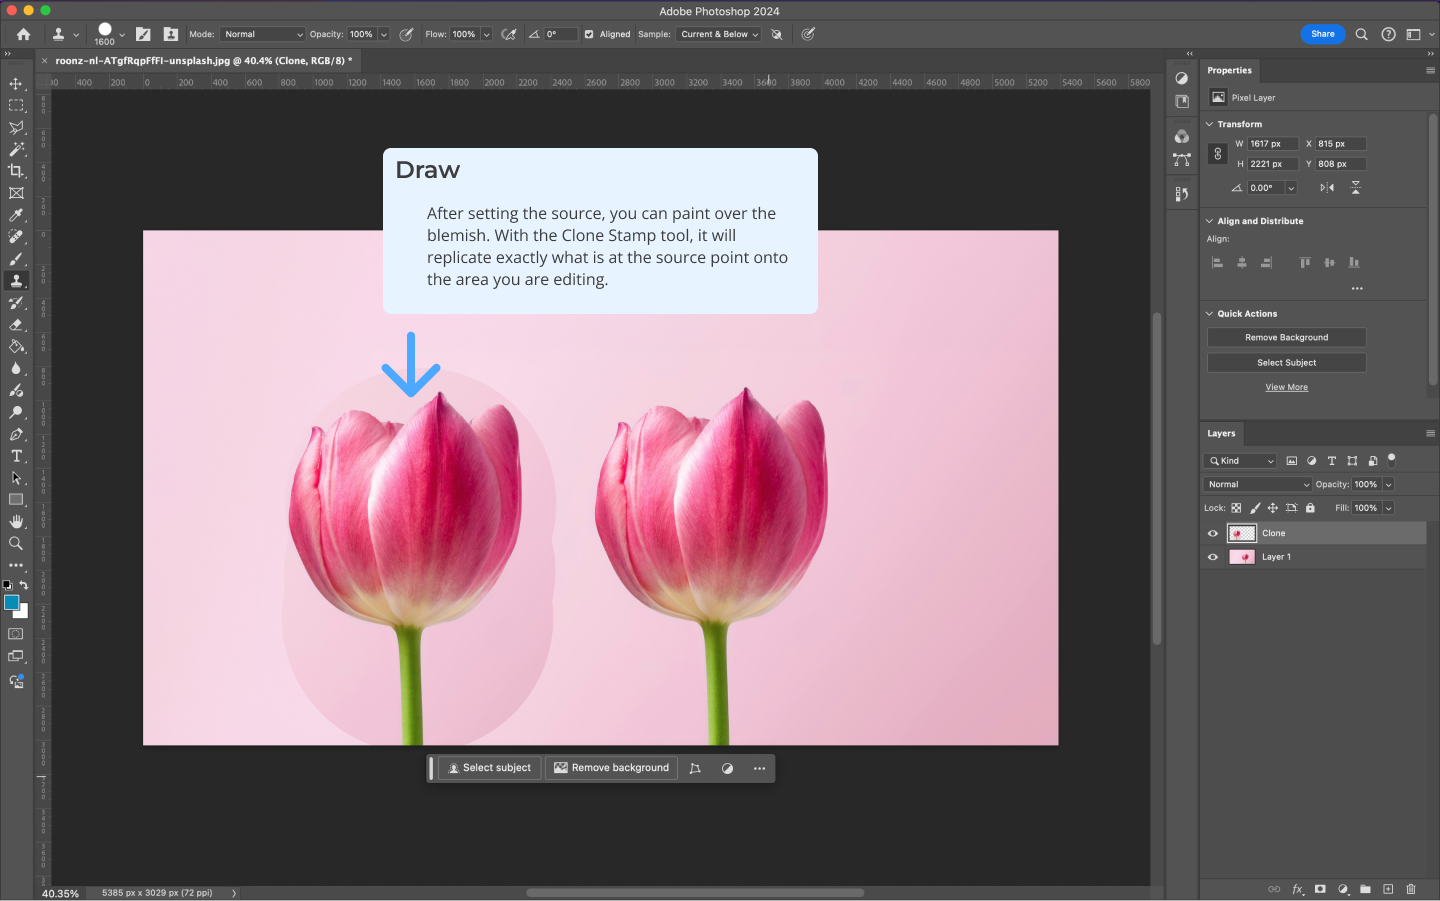 Adobe Photoshop 2024
1600
Mode: Normal Opacity: 100% Flow: 100% 0° Aligned Sample: Current & Below Share
× roonz-nl-ATgfRqpFfFI-unsplash.jpg @ 40.4% (Clone, RGB/8) *
400 200 0 200 400 600 800 1000 1200 1400 1600 1800 2000 2200 2400 2600 2800 3000 3200 3400 3600 3800 4000 4200 4400 4600 4800 5000 5200 5400 5600 5800
Draw
After setting the source, you can paint over the
blemish. With the Clone Stamp tool, it will
replicate exactly what is at the source point onto
the area you are editing.
Select subject Remove background
40.35% 5385 px x 3029 px (72 ppi)
Properties
Pixel Layer
Transform
W 1617 px X 815 px
H 2221 px Y 808 px
0.00°
Align and Distribute
Align:
Quick Actions
Remove Background
Select Subject
View More
Layers
Kind
Normal Opacity: 100%
Lock: Fill: 100%
Clone
Layer 1
fx